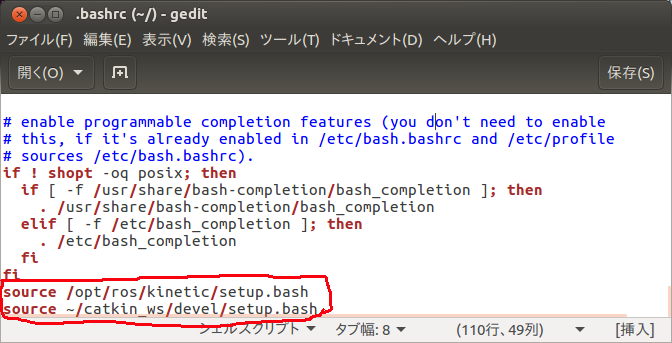 .bashrc (~/) - gedit
ファイル(F) 編集(E) 表示(V) 検索(S) ツール(T) ドキュメント(D) ヘルプ(H)
開く(O) 保存(S)
# enable programmable completion features (you don't need to enable
# this, if it's already enabled in /etc/bash.bashrc and /etc/profile
# sources /etc/bash.bashrc).
if ! shopt -oq posix; then
  if [ -f /usr/share/bash-completion/bash_completion ]; then
    . /usr/share/bash-completion/bash_completion
  elif [ -f /etc/bash_completion ]; then
    . /etc/bash_completion
  fi
fi
source /opt/ros/kinetic/setup.bash
source ~/catkin_ws/devel/setup.bash
シェルスクリプト タブ幅: 8 (110行、49列) [挿入]